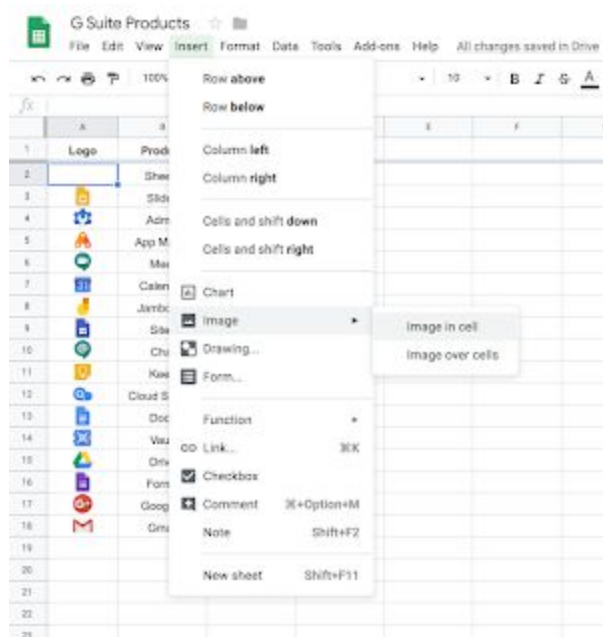 G Suite Products
File Edit View Insert Format Data Tools Add-ons Help All changes saved in Drive
100% 10 B I S A
fx
A B E F
1 Logo Prod
2 Shee
3 Slide
4 Adm
5 App M
6 Mee
7 31 Calen
8 Jambo
9 Site
10 Cha
11 Kee
12 Cloud S
13 Doc
14 Vau
15 Driv
16 Form
17 G+ Goog
18 Gma
19
20
21
22
23
Row above
Row below
Column left
Column right
Cells and shift down
Cells and shift right
Chart
Image
Image in cell
Image over cells
Drawing...
Form...
Function
Link... ⌘K
Checkbox
Comment ⌘+Option+M
Note Shift+F2
New sheet Shift+F11